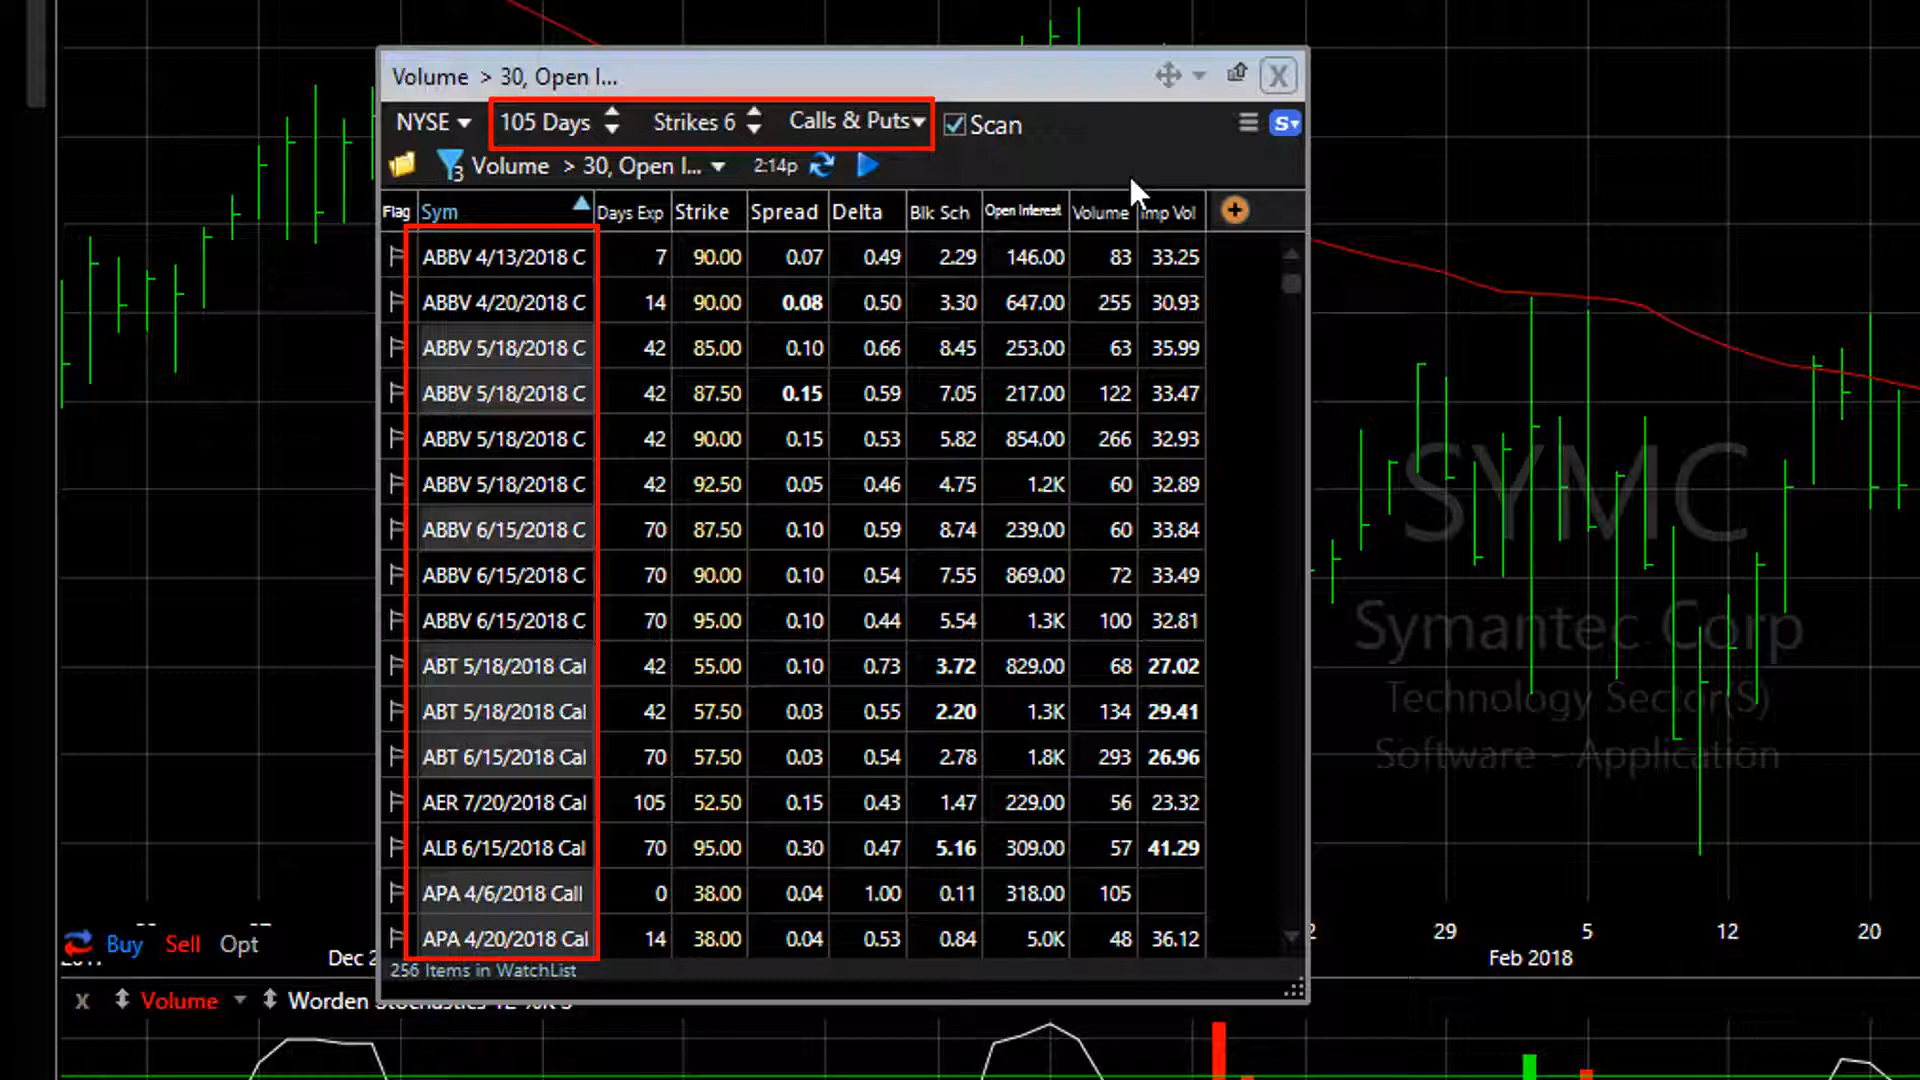 Volume > 30, Open I...
X
NYSE 105 Days Strikes 6 Calls & Puts Scan S
3 Volume > 30, Open I... 2:14p
Flag Sym Days Exp Strike Spread Delta Blk Sch Open Interest Volume Imp Vol
ABBV 4/13/2018 C 7 90.00 0.07 0.49 2.29 146.00 83 33.25
ABBV 4/20/2018 C 14 90.00 0.08 0.50 3.30 647.00 255 30.93
ABBV 5/18/2018 C 42 85.00 0.10 0.66 8.45 253.00 63 35.99
ABBV 5/18/2018 C 42 87.50 0.15 0.59 7.05 217.00 122 33.47
ABBV 5/18/2018 C 42 90.00 0.15 0.53 5.82 854.00 266 32.93
ABBV 5/18/2018 C 42 92.50 0.05 0.46 4.75 1.2K 60 32.89
ABBV 6/15/2018 C 70 87.50 0.10 0.59 8.74 239.00 60 33.84
ABBV 6/15/2018 C 70 90.00 0.10 0.54 7.55 869.00 72 33.49
ABBV 6/15/2018 C 70 95.00 0.10 0.44 5.54 1.3K 100 32.81
ABT 5/18/2018 Cal 42 55.00 0.10 0.73 3.72 829.00 68 27.02
ABT 5/18/2018 Cal 42 57.50 0.03 0.55 2.20 1.3K 134 29.41
ABT 6/15/2018 Cal 70 57.50 0.03 0.54 2.78 1.8K 293 26.96
AER 7/20/2018 Cal 105 52.50 0.15 0.43 1.47 229.00 56 23.32
ALB 6/15/2018 Cal 70 95.00 0.30 0.47 5.16 309.00 57 41.29
APA 4/6/2018 Call 0 38.00 0.04 1.00 0.11 318.00 105
APA 4/20/2018 Cal 14 38.00 0.04 0.53 0.84 5.0K 48 36.12
256 Items in WatchList
SYMC
Symantec Corp
Technology Sector(S)
Software - Application
Buy Sell Opt
2 29 5 12 20
Dec Feb 2018
X Volume Worden Stochastics